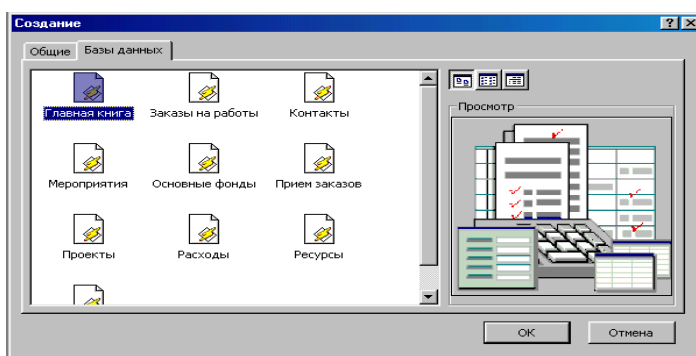 Создание
Общие Базы данных
Главная книга Заказы на работы Контакты
Просмотр
Мероприятия Основные фонды Прием заказов
Проекты Расходы Ресурсы
ОК Отмена